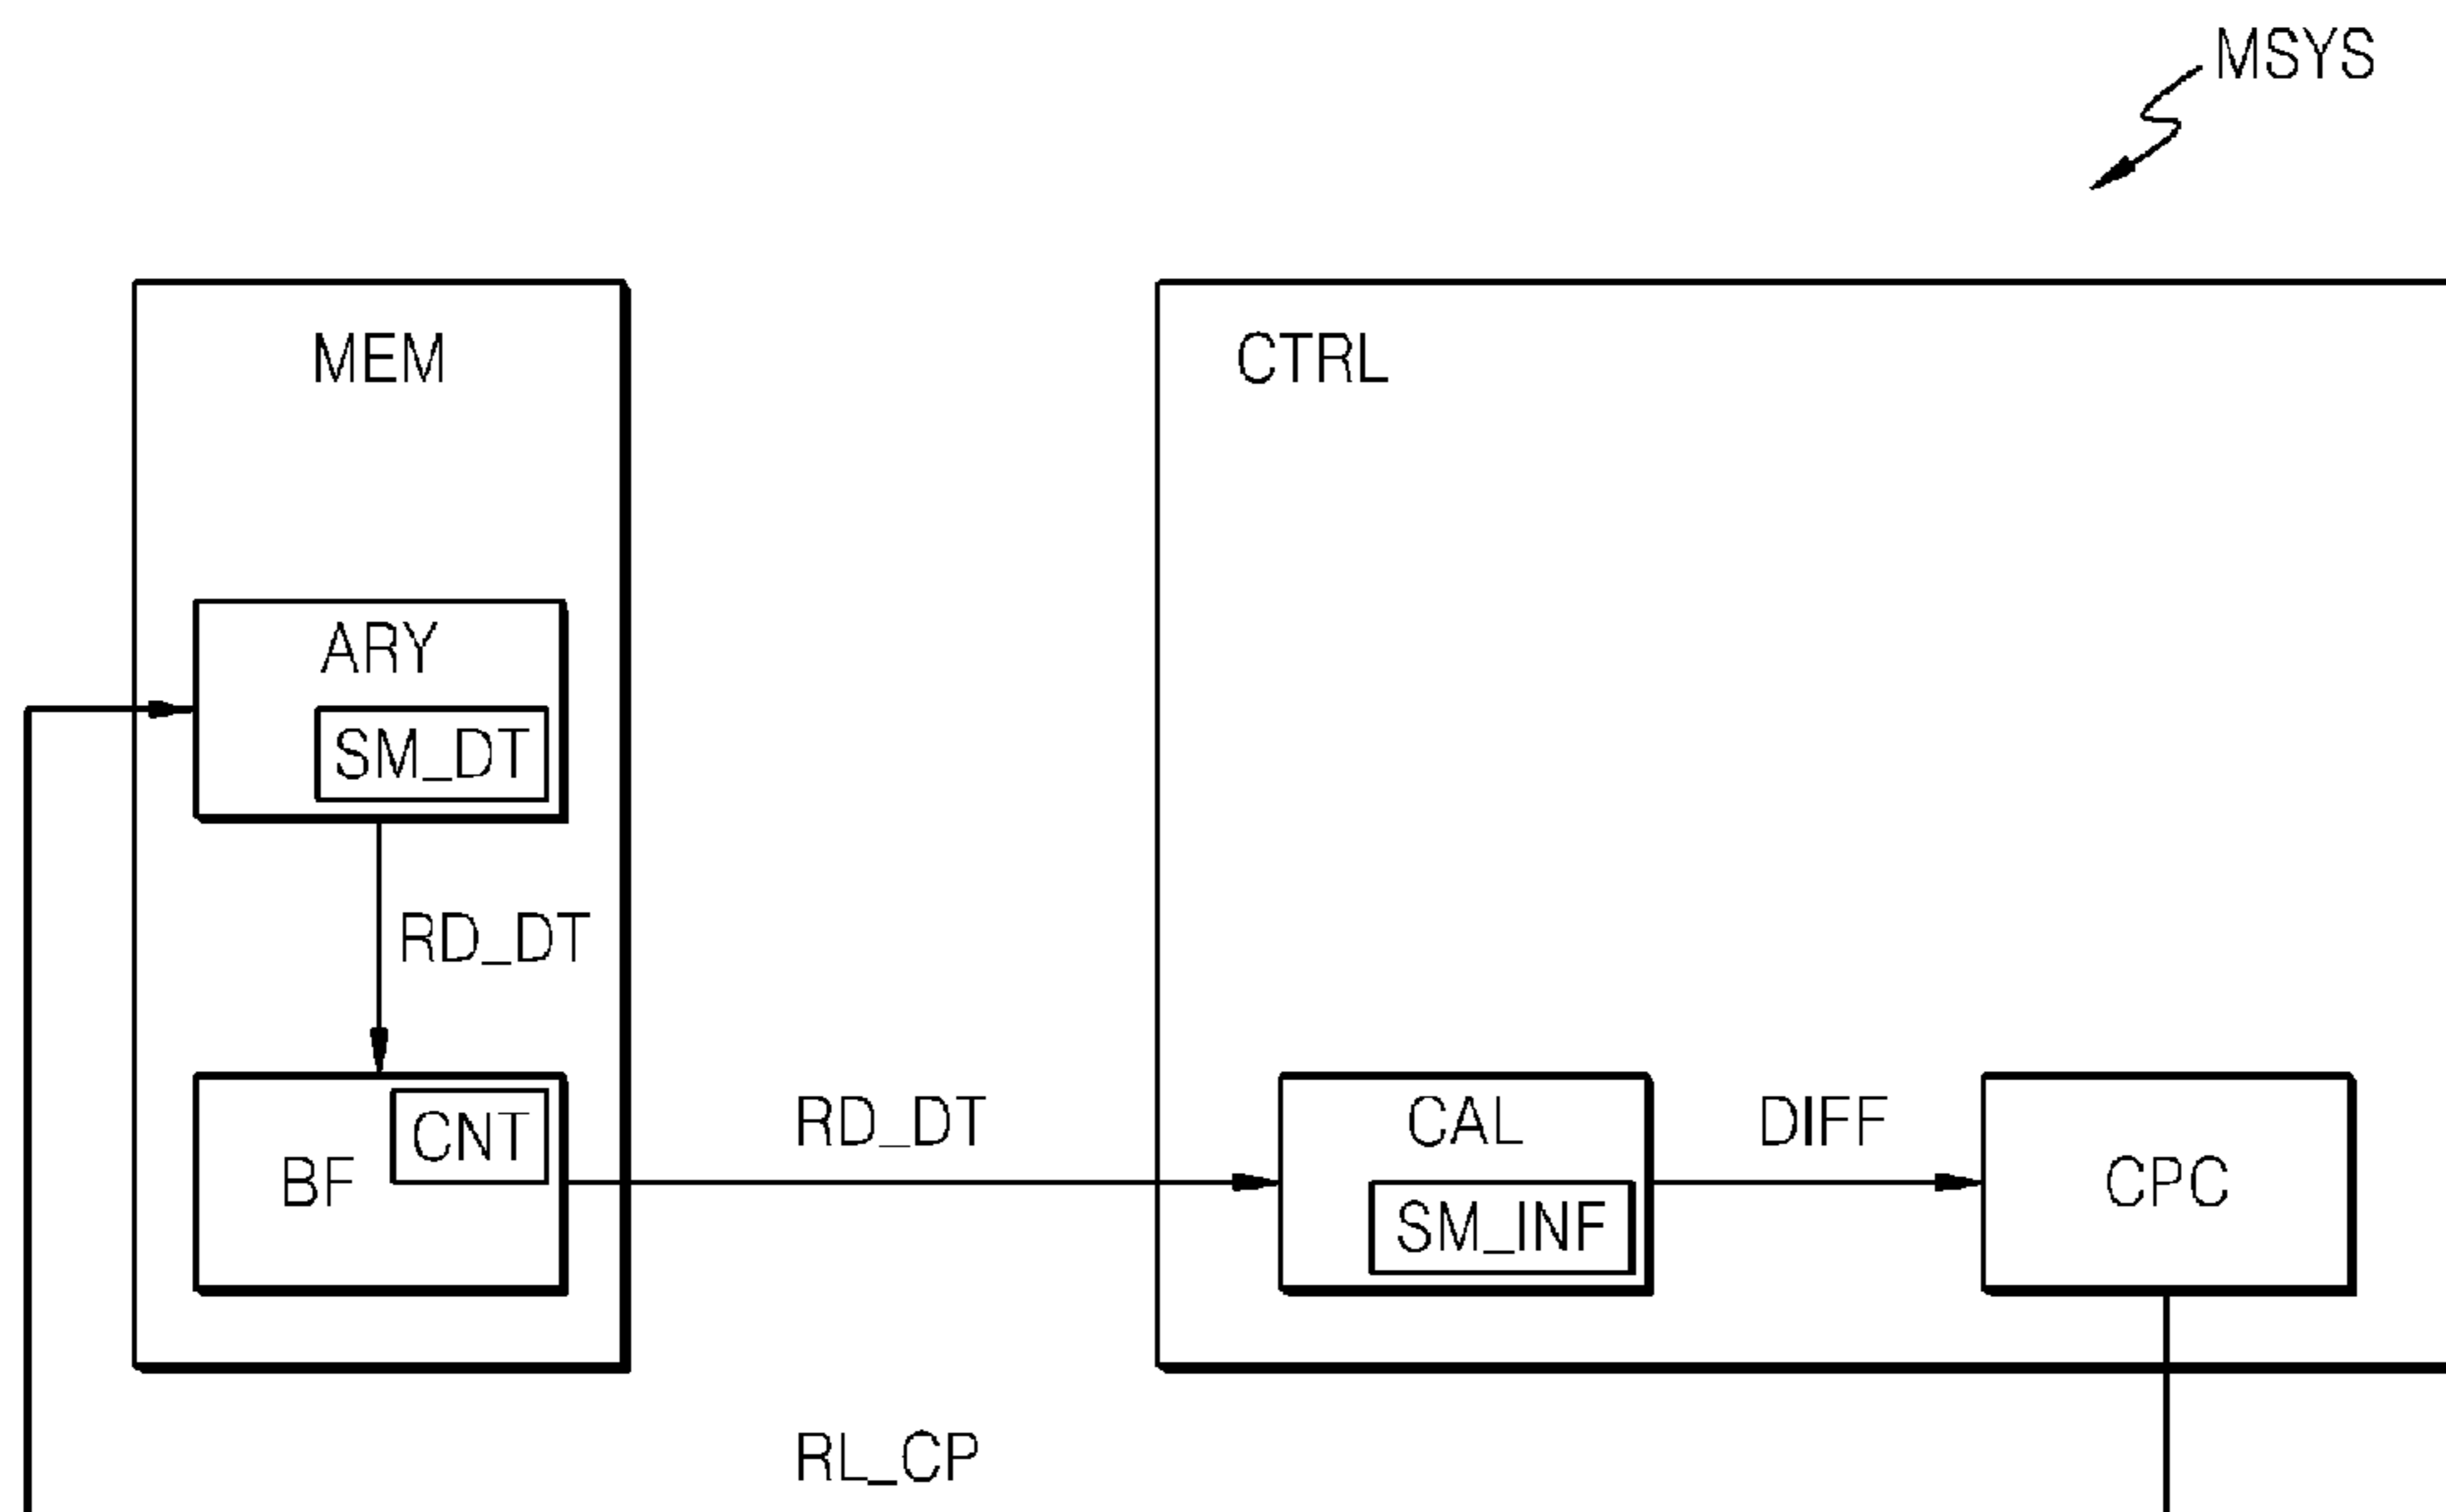 MSYS
MEM
CTRL
ARY
SM_DT
RD_DT
CNT
BF
RD_DT
CAL
SM_INF
DIFF
CPC
RL_CP